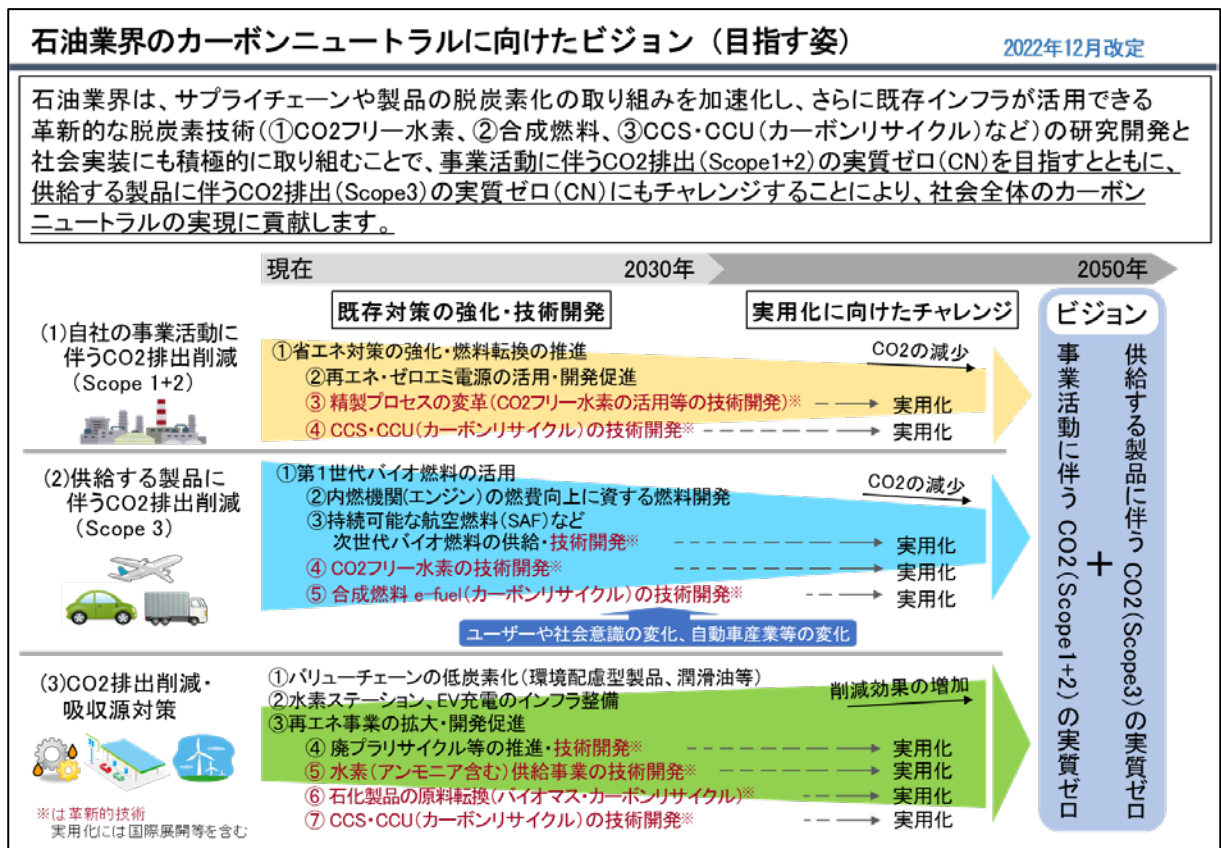 石油業界のカーボンニュートラルに向けたビジョン（目指す姿）
2022年12月改定
石油業界は、サプライチェーンや製品の脱炭素化の取り組みを加速化し、さらに既存インフラが活用できる
革新的な脱炭素技術（①CO2フリー水素、②合成燃料、③CCS・CCU（カーボンリサイクル）など）の研究開発と
社会実装にも積極的に取り組むことで、事業活動に伴うCO2排出（Scope1+2）の実質ゼロ（CN）を目指すとともに、
供給する製品に伴うCO2排出（Scope3）の実質ゼロ（CN）にもチャレンジすることにより、社会全体のカーボン
ニュートラルの実現に貢献します。
現在
2030年
2050年
既存対策の強化・技術開発
実用化に向けたチャレンジ
ビジョン
(1)自社の事業活動に
伴うCO2排出削減
（Scope 1+2）
①省エネ対策の強化・燃料転換の推進
CO2の減少
②再エネ・ゼロエミ電源の活用・開発促進
③ 精製プロセスの変革（CO2フリー水素の活用等の技術開発）※
実用化
④ CCS・CCU（カーボンリサイクル）の技術開発※
実用化
(2)供給する製品に
伴うCO2排出削減
（Scope 3）
①第1世代バイオ燃料の活用
CO2の減少
②内燃機関(エンジン)の燃費向上に資する燃料開発
③持続可能な航空燃料(SAF)など
次世代バイオ燃料の供給・技術開発※
実用化
④ CO2フリー水素の技術開発※
実用化
⑤ 合成燃料 e-fuel(カーボンリサイクル)の技術開発※
実用化
ユーザーや社会意識の変化、自動車産業等の変化
(3)CO2排出削減・
吸収源対策
①バリューチェーンの低炭素化(環境配慮型製品、潤滑油等)
削減効果の増加
②水素ステーション、EV充電のインフラ整備
③再エネ事業の拡大・開発促進
④ 廃プラリサイクル等の推進・技術開発※
実用化
⑤ 水素(アンモニア含む)供給事業の技術開発※
実用化
⑥ 石化製品の原料転換(バイオマス・カーボンリサイクル)※
実用化
⑦ CCS・CCU(カーボンリサイクル)の技術開発※
実用化
※は革新的技術
実用化には国際展開等を含む
事業活動に伴う CO2（Scope1+2）の実質ゼロ
＋
供給する製品に伴う CO2（Scope3）の実質ゼロ